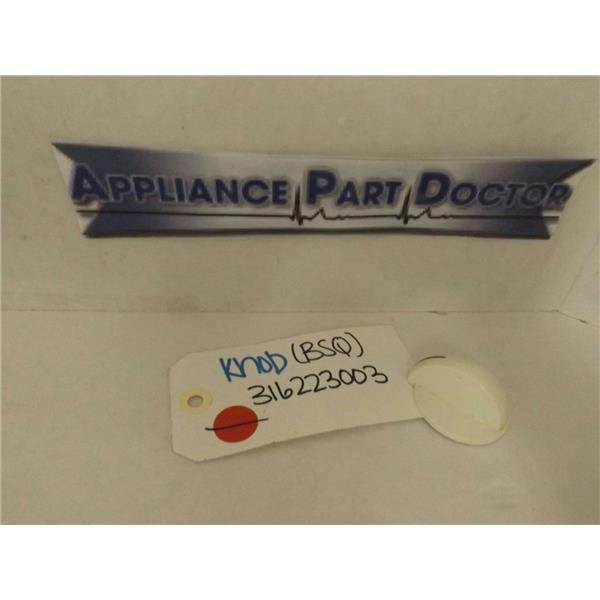 APPLIANCE PART DOCTOR
KNOB (BSQ)
316223003